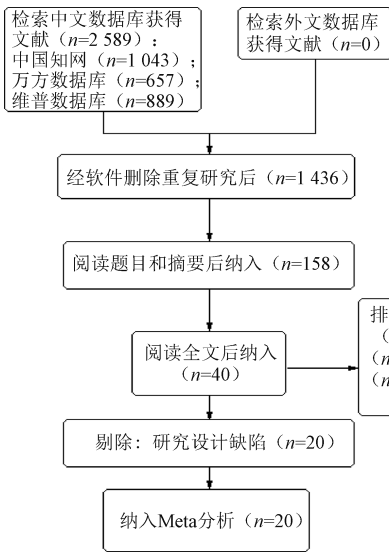 检索中文数据库获得
文献（n=2 589）：
中国知网（n=1 043）；
万方数据库（n=657）；
维普数据库（n=889）
检索外文数据库
获得文献（n=0）
经软件删除重复研究后（n=1 436）
阅读题目和摘要后纳入（n=158）
阅读全文后纳入
（n=40）
排
（
（n
（n
剔除：研究设计缺陷（n=20）
纳入Meta分析（n=20）